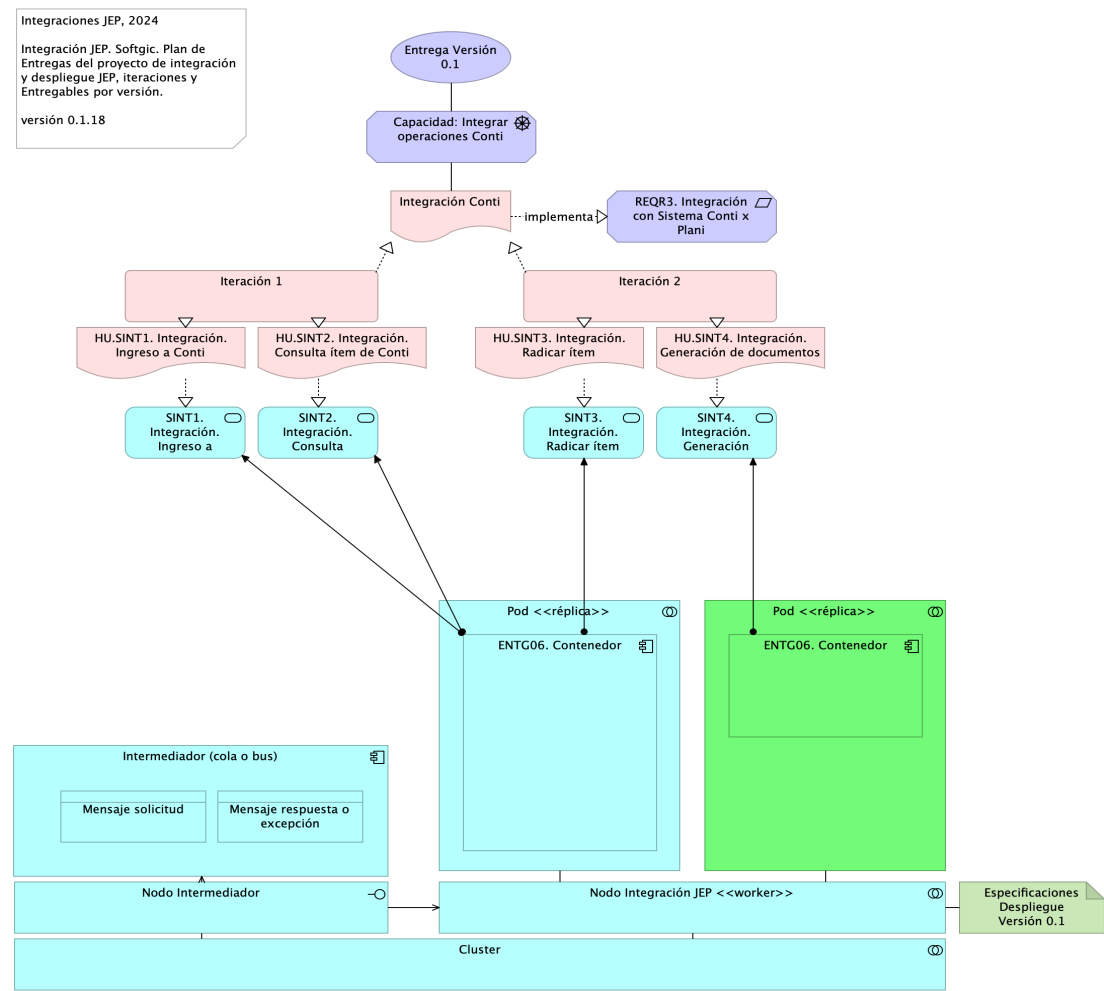 Integraciones JEP, 2024
Integración JEP. Softgic. Plan de
Entregas del proyecto de integración
y despliegue JEP, iteraciones y
Entregables por versión.
versión 0.1.18
Entrega Versión
0.1
Capacidad: Integrar
operaciones Conti
Integración Conti
implementa
REQR3. Integración
con Sistema Conti x
Plani
Iteración 1
Iteración 2
HU.SINT1. Integración.
Ingreso a Conti
HU.SINT2. Integración.
Consulta ítem de Conti
HU.SINT3. Integración.
Radicar ítem
HU.SINT4. Integración.
Generación de documentos
SINT1.
Integración.
Ingreso a
SINT2.
Integración.
Consulta
SINT3.
Integración.
Radicar ítem
SINT4.
Integración.
Generación
Pod <<réplica>>
ENTG06. Contenedor
Pod <<réplica>>
ENTG06. Contenedor
Intermediador (cola o bus)
Mensaje solicitud
Mensaje respuesta o
excepción
Nodo Intermediador
Nodo Integración JEP <<worker>>
Especificaciones
Despliegue
Versión 0.1
Cluster